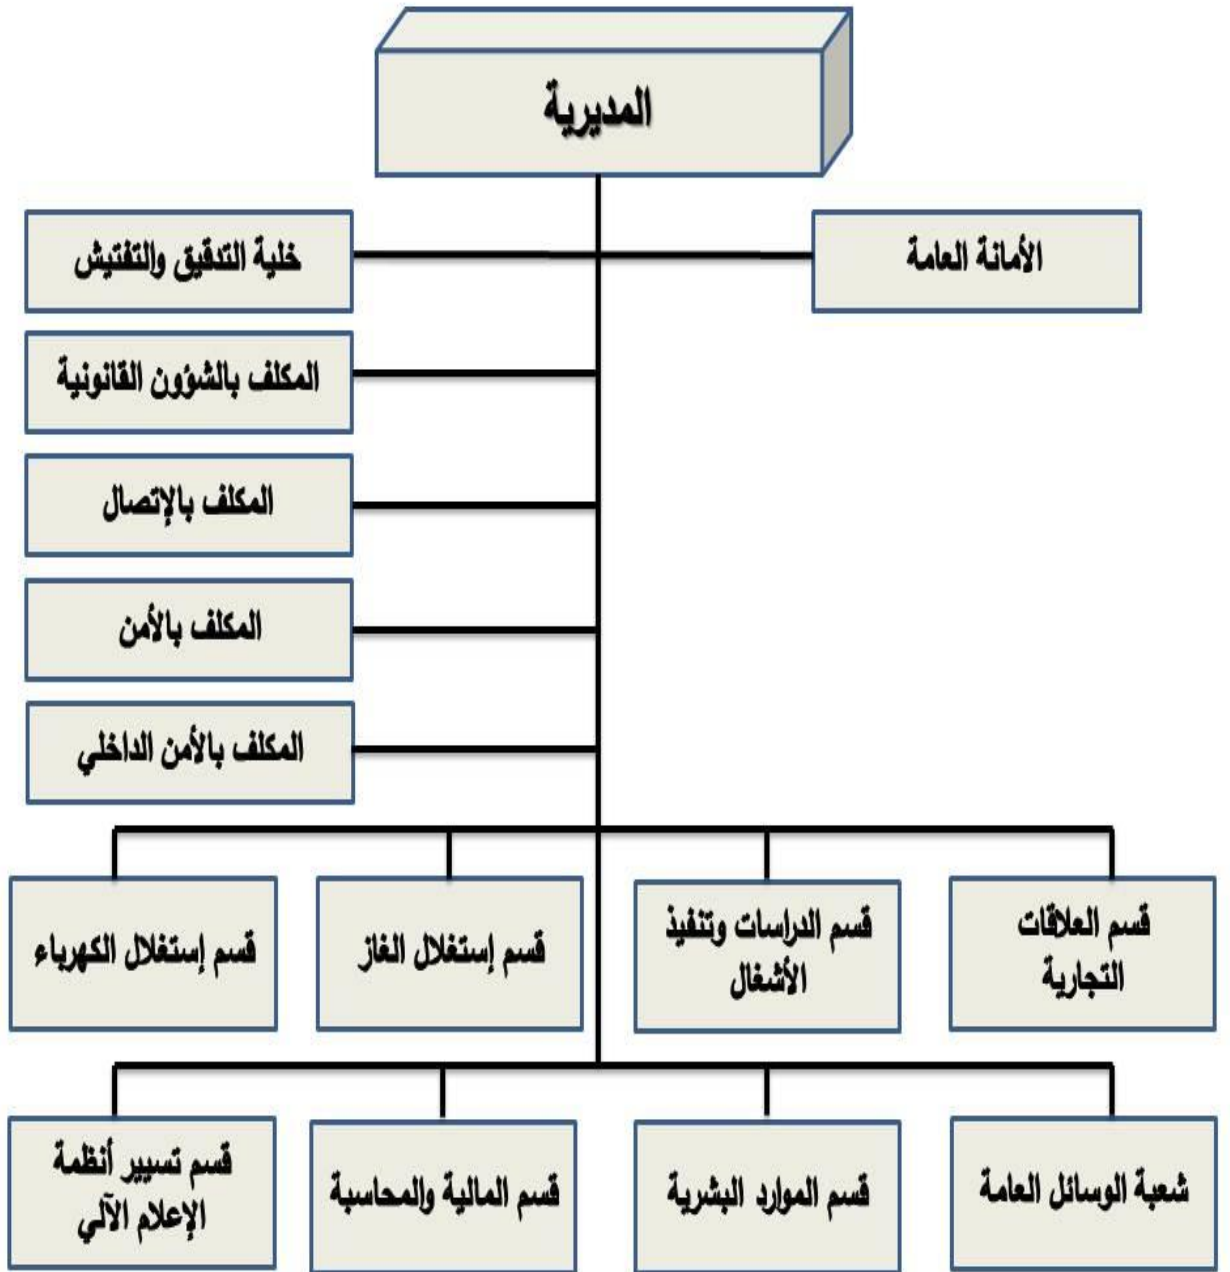 المديرية
الأمانة العامة
خلية التدقيق والتفتيش
المكلف بالشؤون القانونية
المكلف بالإتصال
المكلف بالأمن
المكلف بالأمن الداخلي
قسم العلاقات
التجارية
قسم الدراسات وتنفيذ
الأشغال
قسم إستغلال الغاز
قسم إستغلال الكهرباء
شعبة الوسائل العامة
قسم الموارد البشرية
قسم المالية والمحاسبة
قسم تسيير أنظمة
الإعلام الآلي